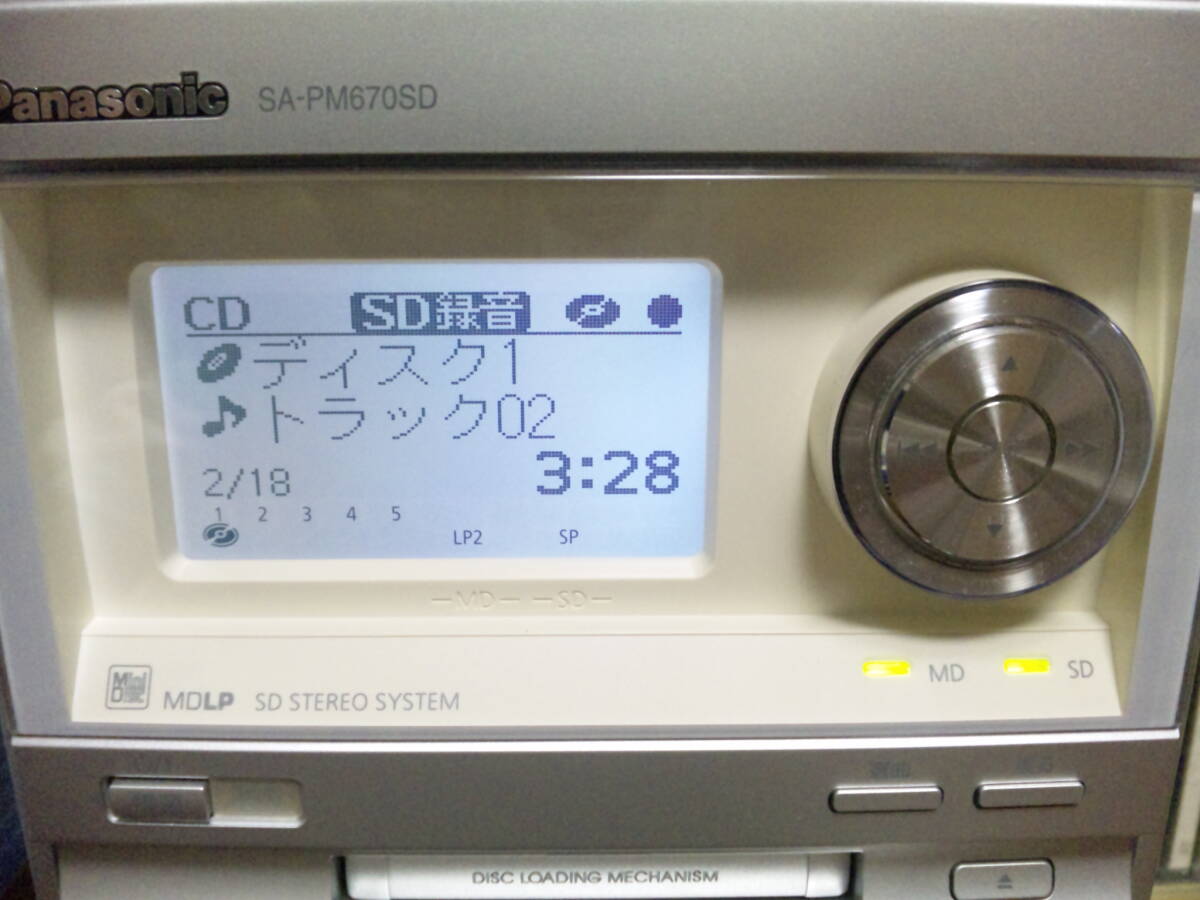 Panasonic SA-PM670SD
CD SD録音
ディスク1
トラック02
2/18 3:28
1 2 3 4 5
LP2 SP
MD SD
MD SD
Mini Disc MDLP SD STEREO SYSTEM
DISC LOADING MECHANISM